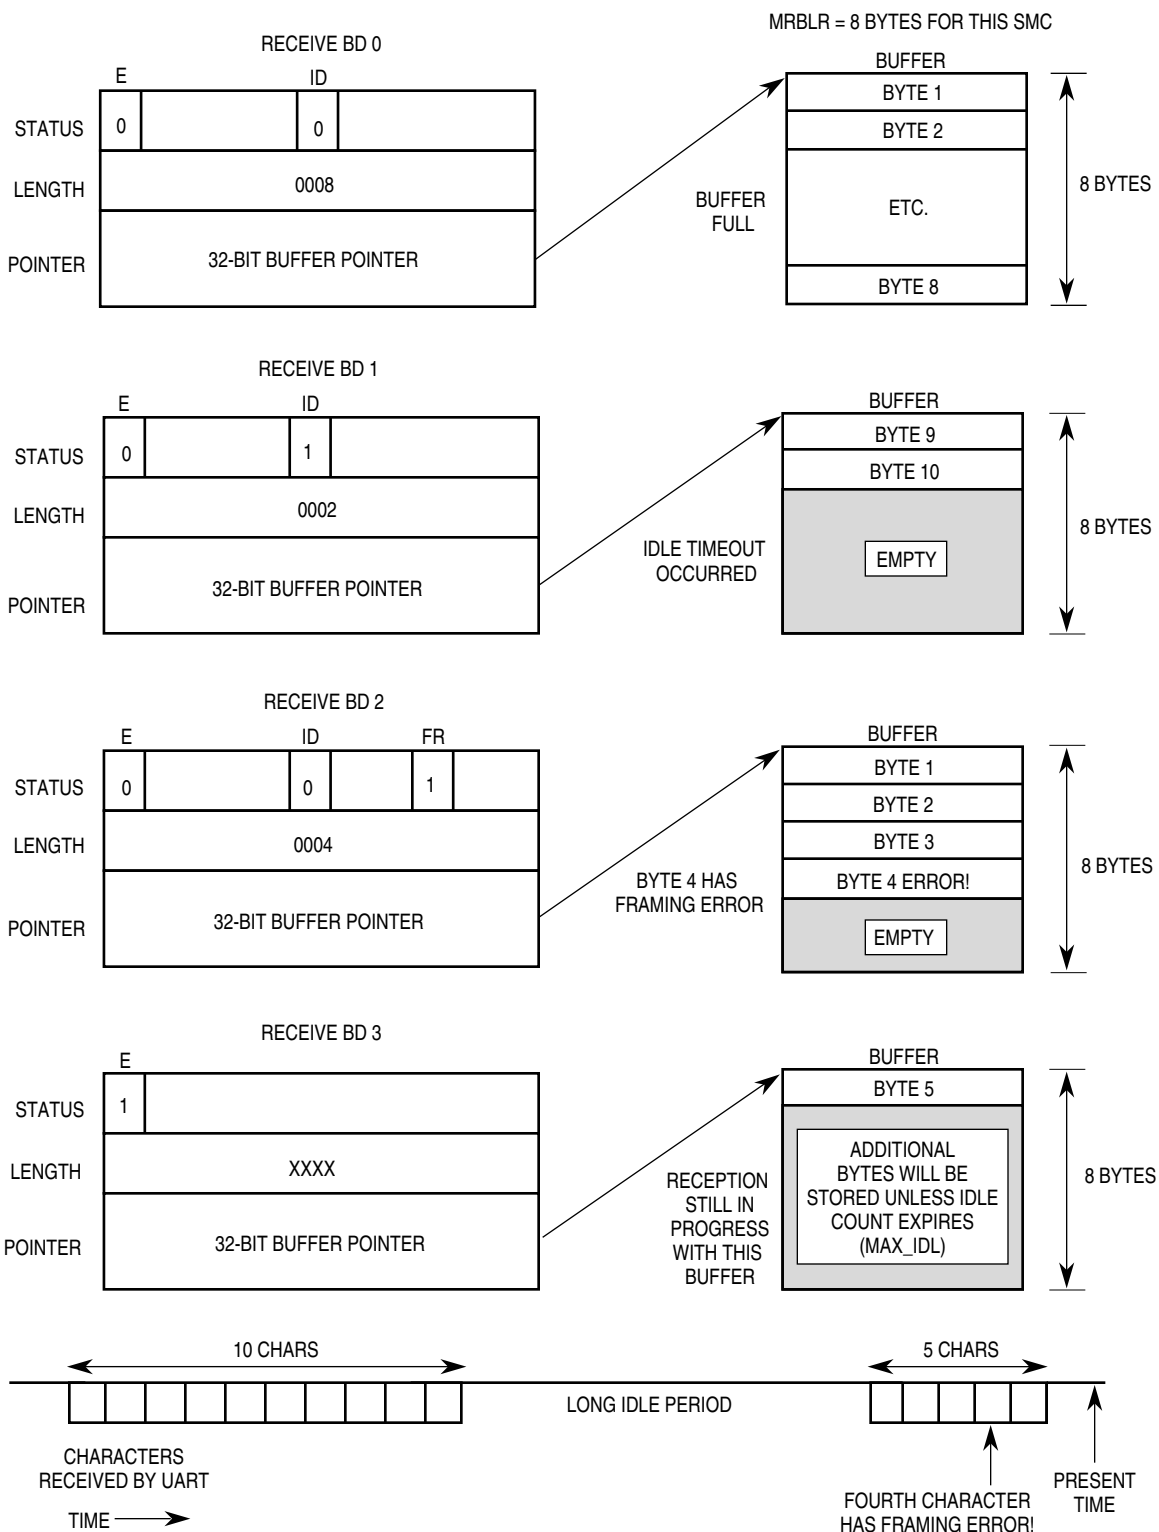 MRBLR = 8 BYTES FOR THIS SMC
RECEIVE BD 0
BUFFER
E
ID
STATUS
0
0
LENGTH
0008
POINTER
32-BIT BUFFER POINTER
BUFFER
FULL
BYTE 1
BYTE 2
ETC.
BYTE 8
8 BYTES
RECEIVE BD 1
BUFFER
E
ID
STATUS
0
1
LENGTH
0002
POINTER
32-BIT BUFFER POINTER
IDLE TIMEOUT
OCCURRED
BYTE 9
BYTE 10
EMPTY
8 BYTES
RECEIVE BD 2
BUFFER
E
ID
FR
STATUS
0
0
1
LENGTH
0004
POINTER
32-BIT BUFFER POINTER
BYTE 4 HAS
FRAMING ERROR
BYTE 1
BYTE 2
BYTE 3
BYTE 4 ERROR!
EMPTY
8 BYTES
RECEIVE BD 3
BUFFER
E
STATUS
1
LENGTH
XXXX
POINTER
32-BIT BUFFER POINTER
RECEPTION
STILL IN
PROGRESS
WITH THIS
BUFFER
BYTE 5
ADDITIONAL
BYTES WILL BE
STORED UNLESS IDLE
COUNT EXPIRES
(MAX_IDL)
8 BYTES
10 CHARS
5 CHARS
LONG IDLE PERIOD
CHARACTERS
RECEIVED BY UART
TIME
FOURTH CHARACTER
HAS FRAMING ERROR!
PRESENT
TIME